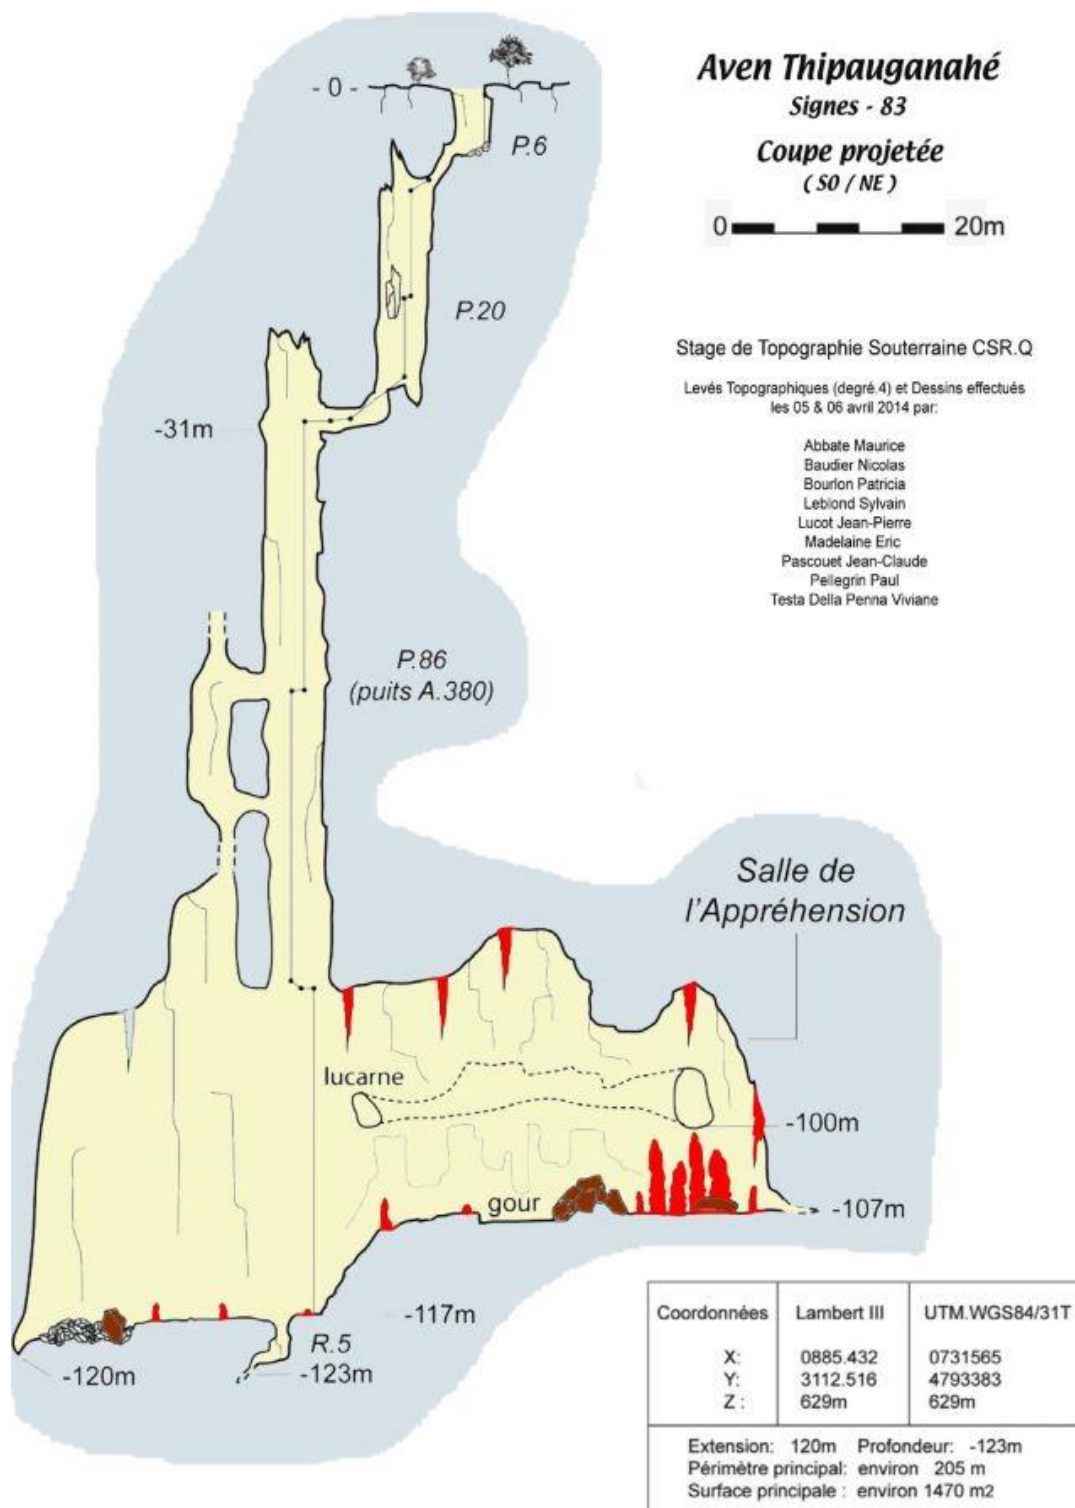 Aven Thipauganahé
Signes - 83
Coupe projetée
( SO / NE )
0 20m
- 0 -
P.6
P.20
Stage de Topographie Souterraine CSR.Q
Levés Topographiques (degré.4) et Dessins effectués
les 05 & 06 avril 2014 par:
Abbate Maurice
Baudier Nicolas
Bourlon Patricia
Leblond Sylvain
Lucot Jean-Pierre
Madelaine Eric
Pascouet Jean-Claude
Pellegrin Paul
Testa Della Penna Viviane
-31m
P.86
(puits A.380)
Salle de
l'Appréhension
lucarne
-100m
gour
-107m
-117m
R.5
-120m
-123m
Coordonnées Lambert III UTM.WGS84/31T
X: 0885.432 0731565
Y: 3112.516 4793383
Z : 629m 629m
Extension: 120m Profondeur: -123m
Périmètre principal: environ 205 m
Surface principale : environ 1470 m2